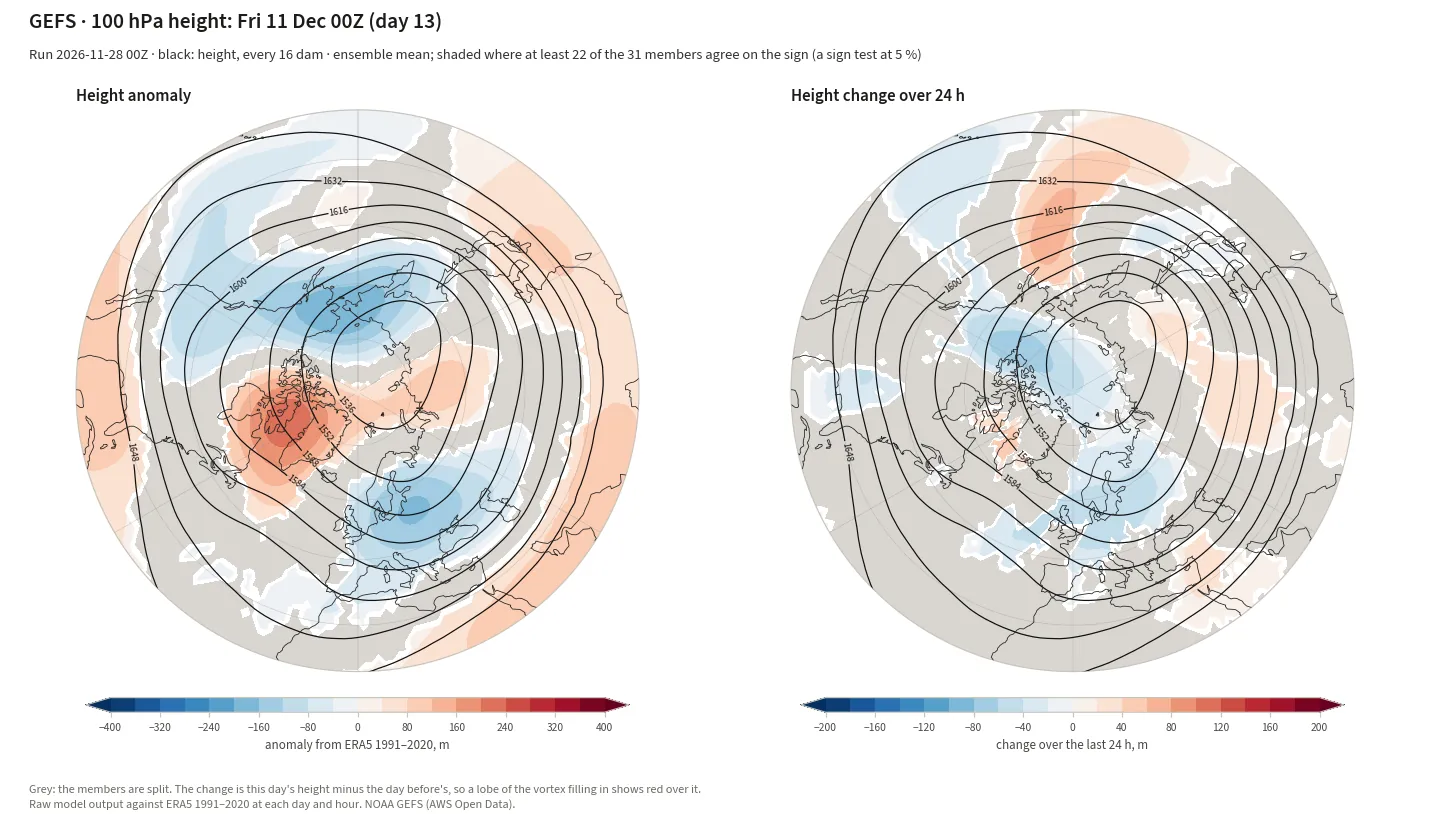 GEFS · 100 hPa height: Fri 11 Dec 00Z (day 13)
Run 2026-11-28 00Z · black: height, every 16 dam · ensemble mean; shaded where at least 22 of the 31 members agree on the sign (a sign test at 5 %)
Height anomaly
Height change over 24 h
1632
1616
1600
1536
1552
1568
1584
1648
1632
1616
1600
1536
1552
1568
1584
1648
−400 −320 −240 −160 −80 0 80 160 240 320 400
anomaly from ERA5 1991–2020, m
−200 −160 −120 −80 −40 0 40 80 120 160 200
change over the last 24 h, m
Grey: the members are split. The change is this day's height minus the day before's, so a lobe of the vortex filling in shows red over it.
Raw model output against ERA5 1991–2020 at each day and hour. NOAA GEFS (AWS Open Data).